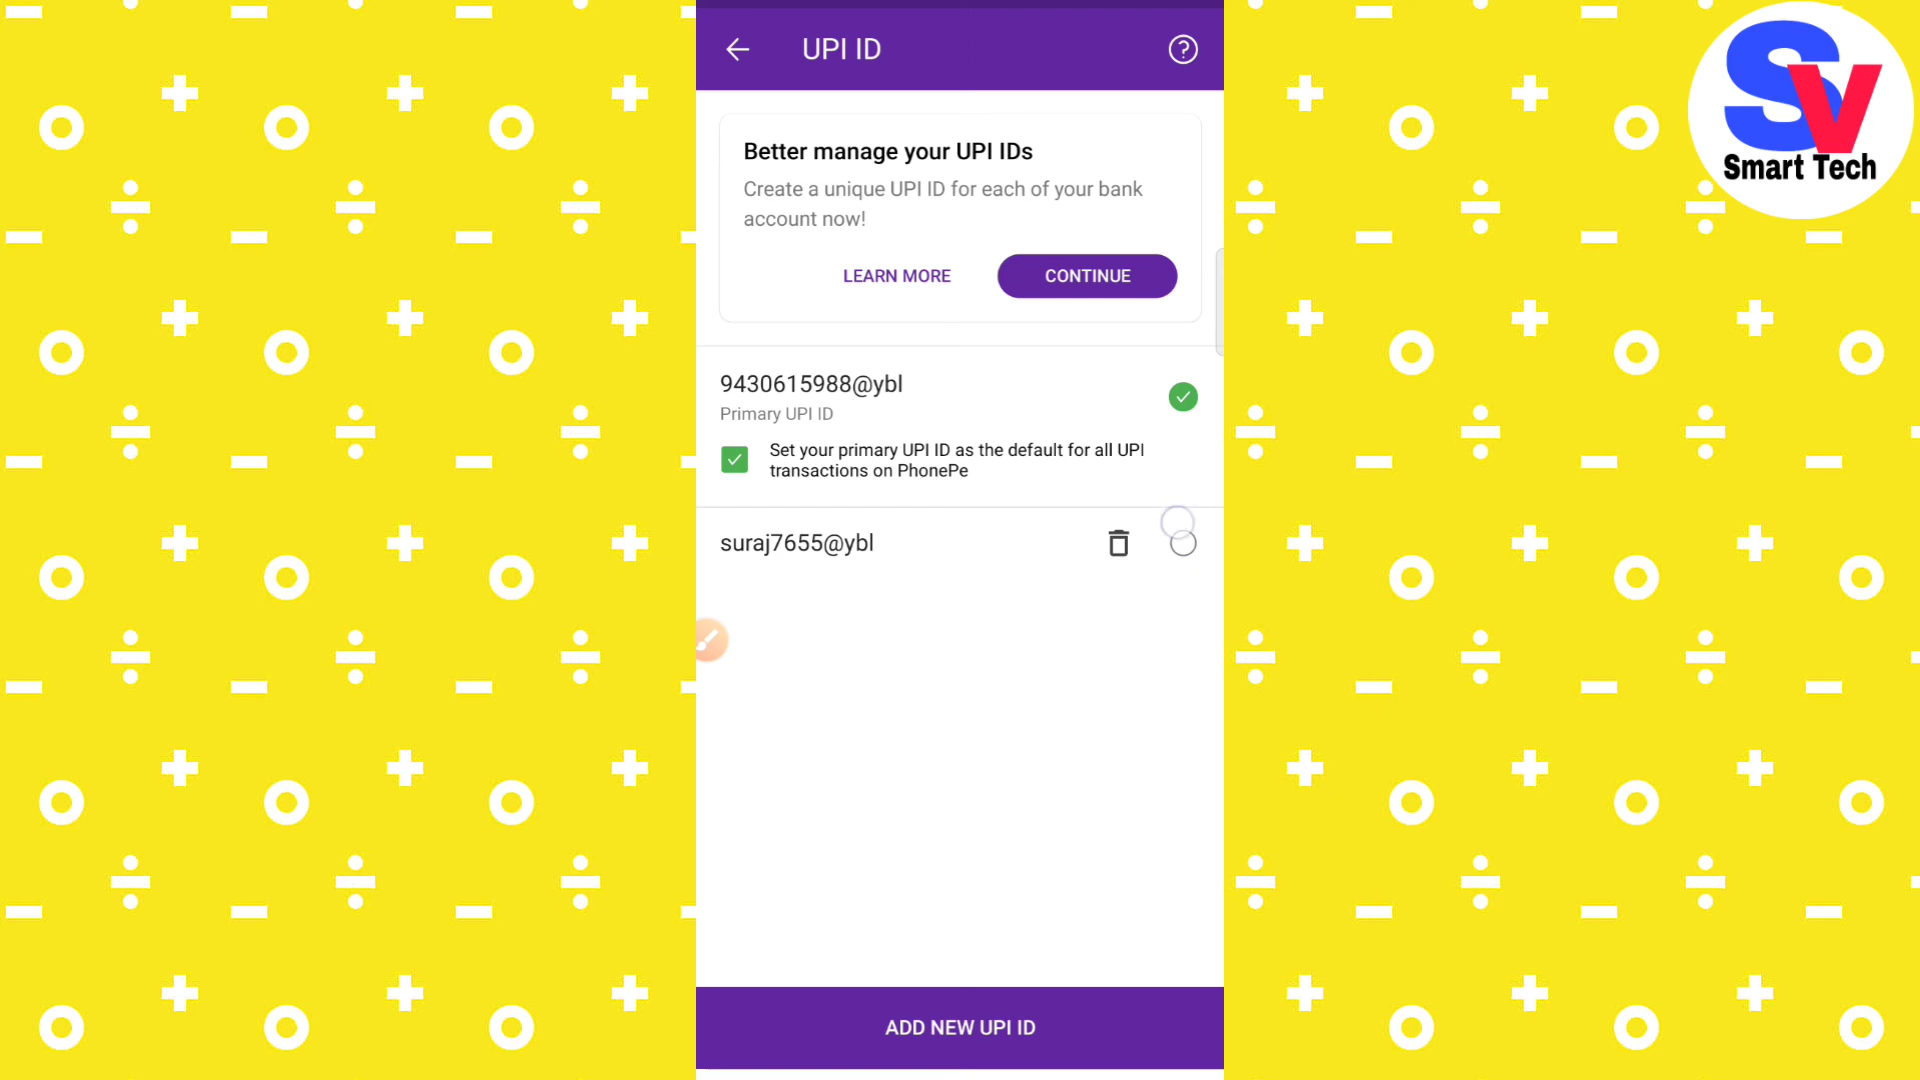 UPI ID
Better manage your UPI IDs
Create a unique UPI ID for each of your bank
account now!
LEARN MORE
CONTINUE
9430615988@ybl
Primary UPI ID
Set your primary UPI ID as the default for all UPI
transactions on PhonePe
suraj7655@ybl
ADD NEW UPI ID
SV
Smart Tech